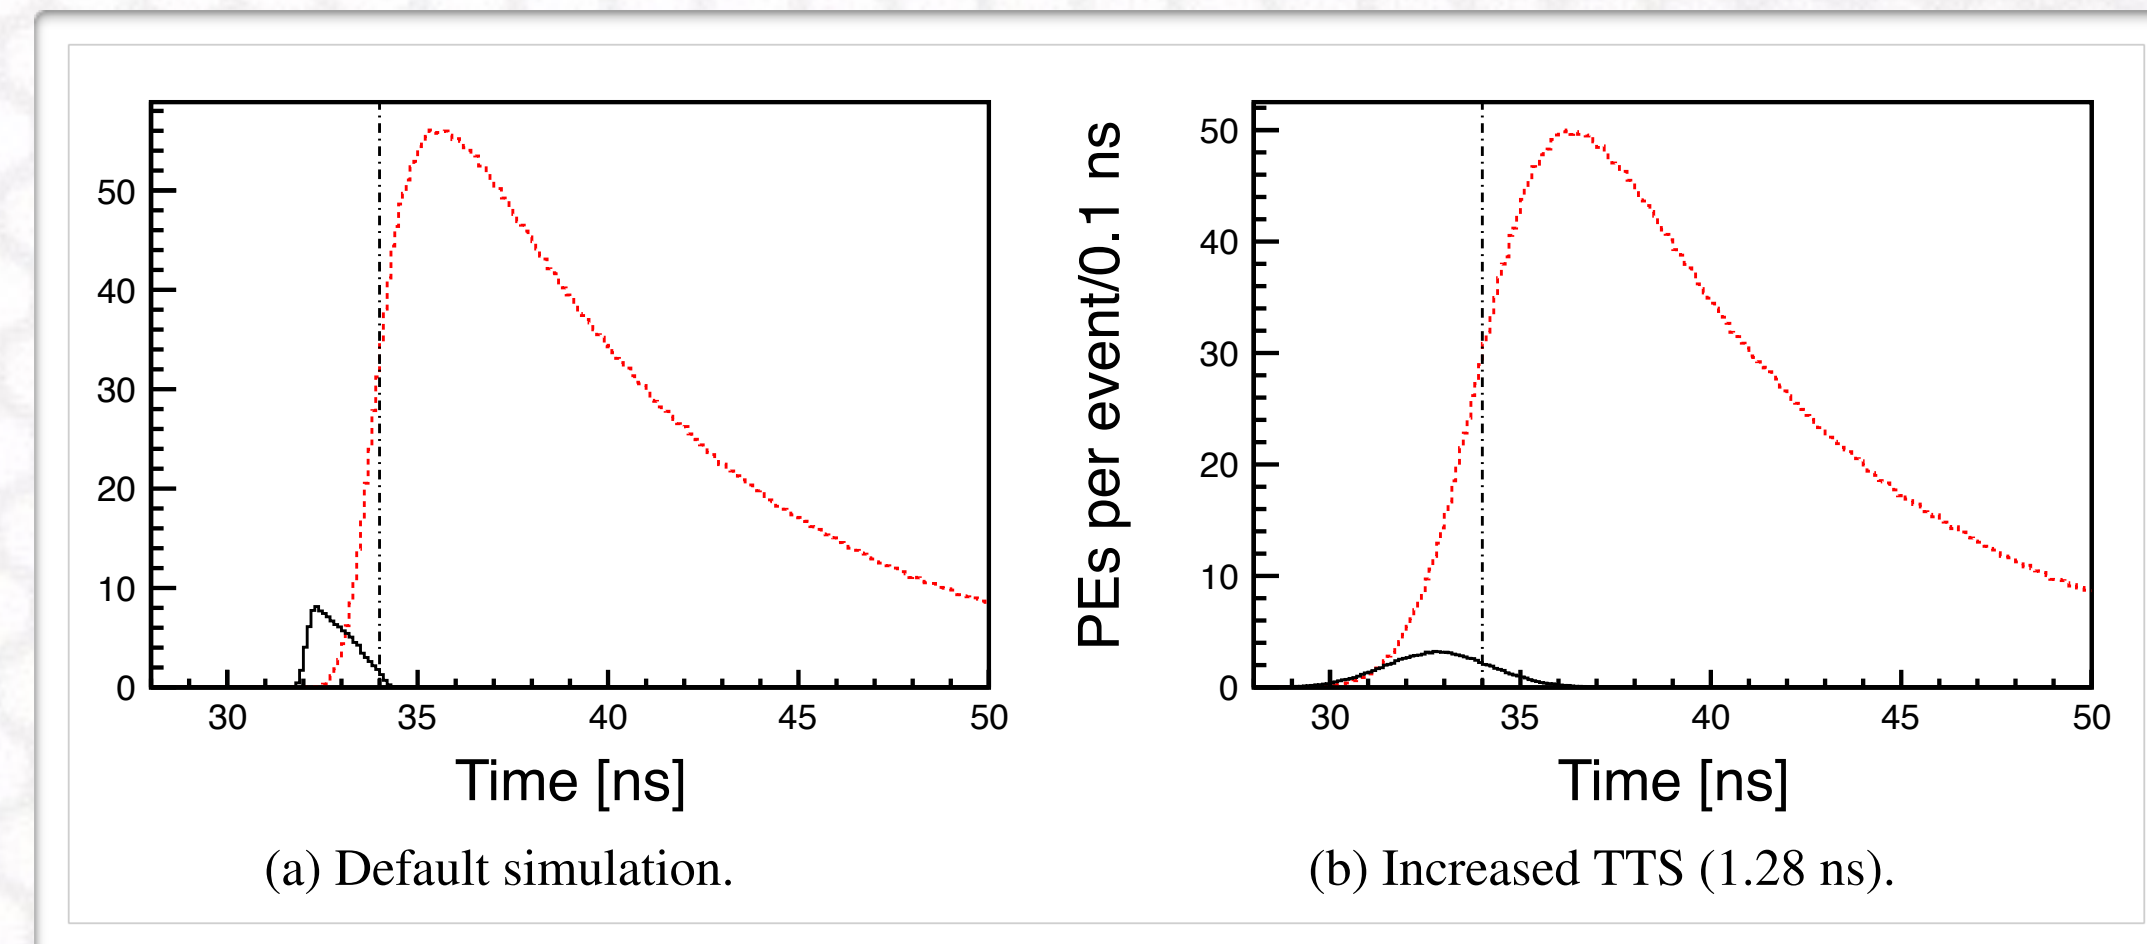 50
40
30
20
10
0
30 35 40 45 50
Time [ns]
(a) Default simulation.
PEs per event/0.1 ns
50
40
30
20
10
0
30 35 40 45 50
Time [ns]
(b) Increased TTS (1.28 ns).